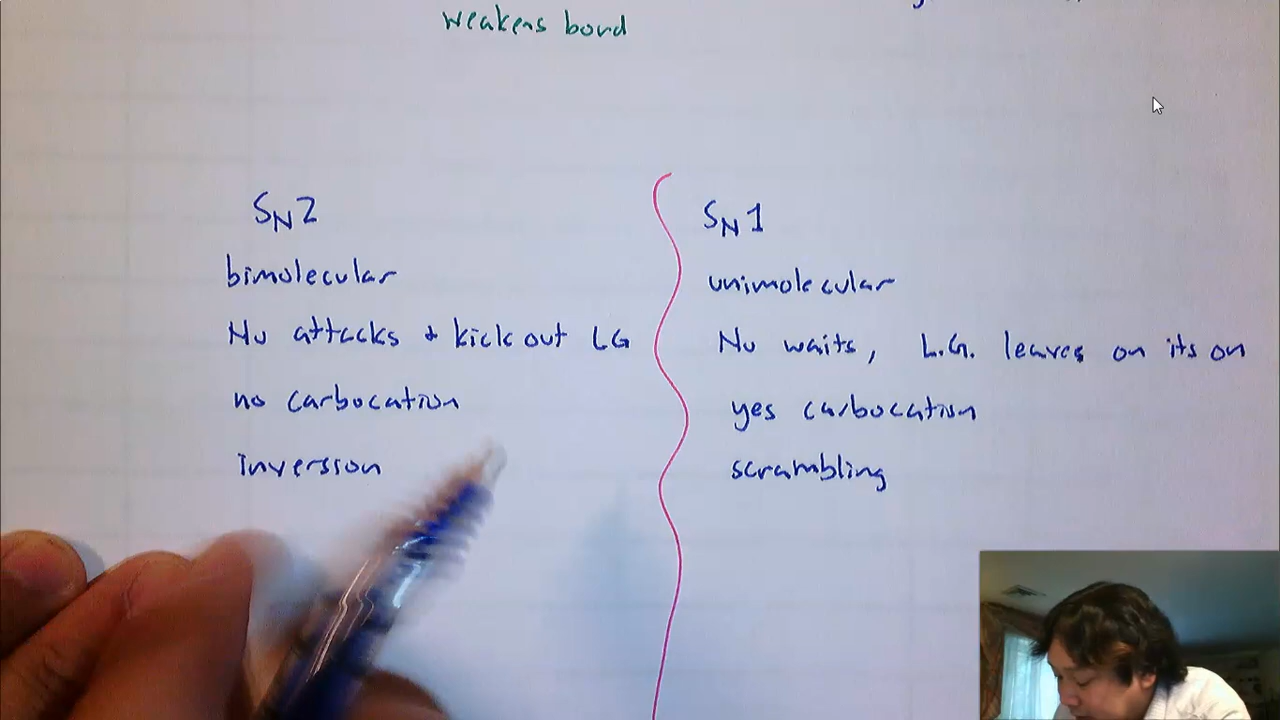 weakens bond
SN2
bimolecular
Nu attacks + kick out LG
no carbocation
inversion
SN1
unimolecular
Nu waits, L.G. leaves on its on
yes carbocation
scrambling